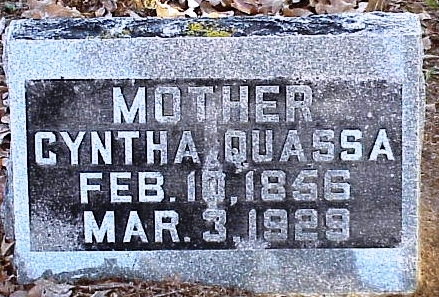 MOTHER
CYNTHA QUASSA
FEB. 10, 1856
MAR. 3, 1929